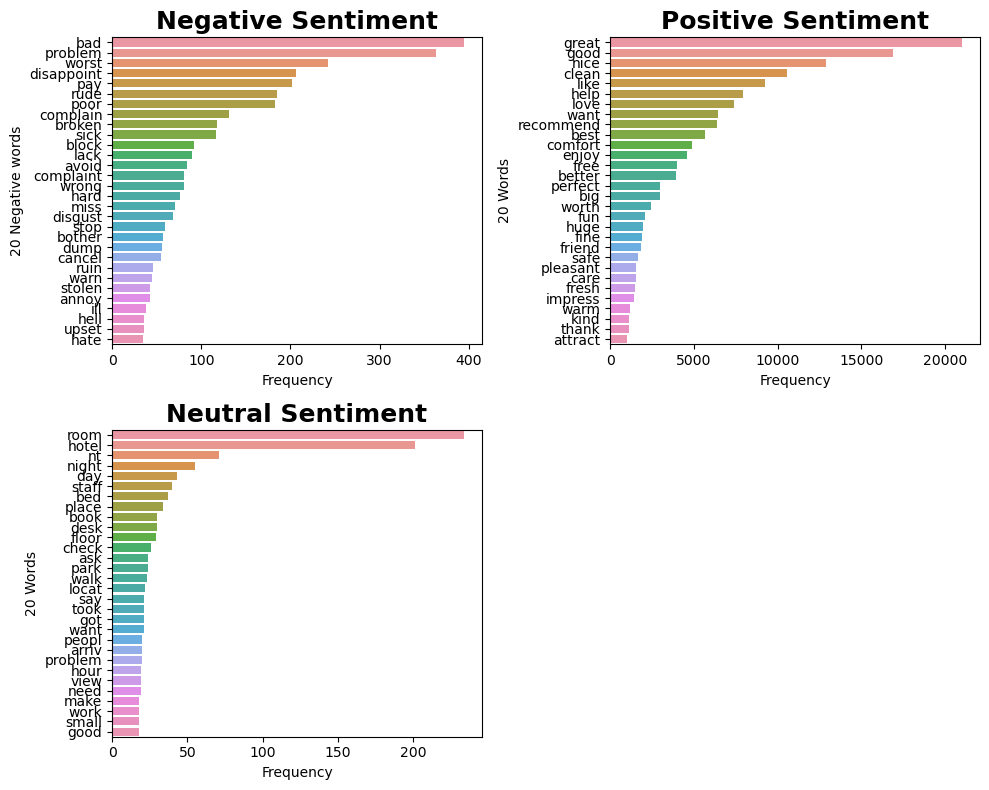 Negative Sentiment
bad
problem
worst
disappoint
pay
rude
poor
complain
broken
sick
block
lack
avoid
complaint
wrong
hard
miss
disgust
stop
bother
dump
cancel
ruin
warn
stolen
annoy
ill
hell
upset
hate
20 Negative words
0 100 200 300 400
Frequency
Positive Sentiment
great
good
nice
clean
like
help
love
want
recommend
best
comfort
enjoy
free
better
perfect
big
worth
fun
huge
fine
friend
safe
pleasant
care
fresh
impress
warm
kind
thank
attract
20 Words
0 5000 10000 15000 20000
Frequency
Neutral Sentiment
room
hotel
nt
night
day
staff
bed
place
book
desk
floor
check
ask
park
walk
locat
say
took
got
want
peopl
arriv
problem
hour
view
need
make
work
small
good
20 Words
0 50 100 150 200
Frequency